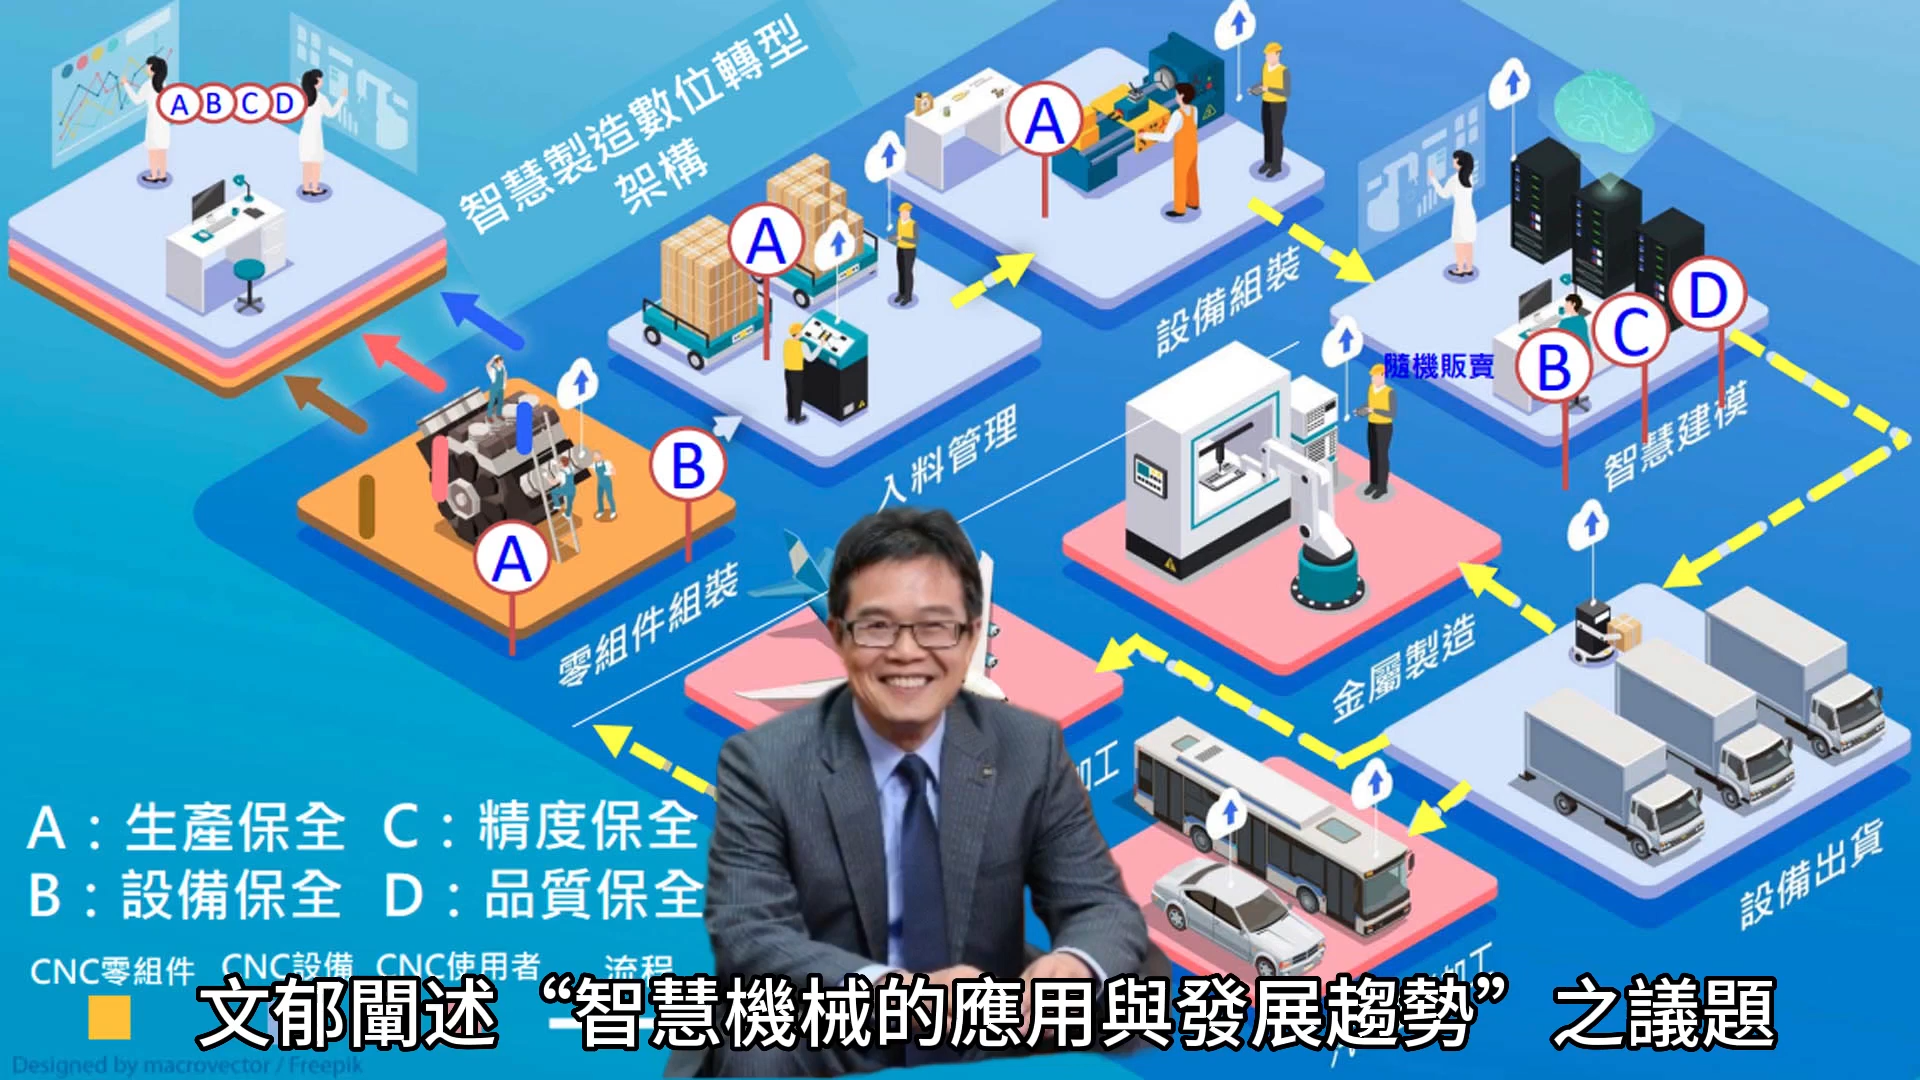 A B C D
智慧製造數位轉型
架構
A
A
設備組裝
隨機販賣
B
C
D
智慧建模
入料管理
B
A
零組件組裝
金屬製造
加工
設備出貨
A：生產保全 C：精度保全
B：設備保全 D：品質保全
CNC零組件 CNC設備 CNC使用者 流程
加工
文郁闡述“智慧機械的應用與發展趨勢”之議題
Designed by macrovector / Freepik